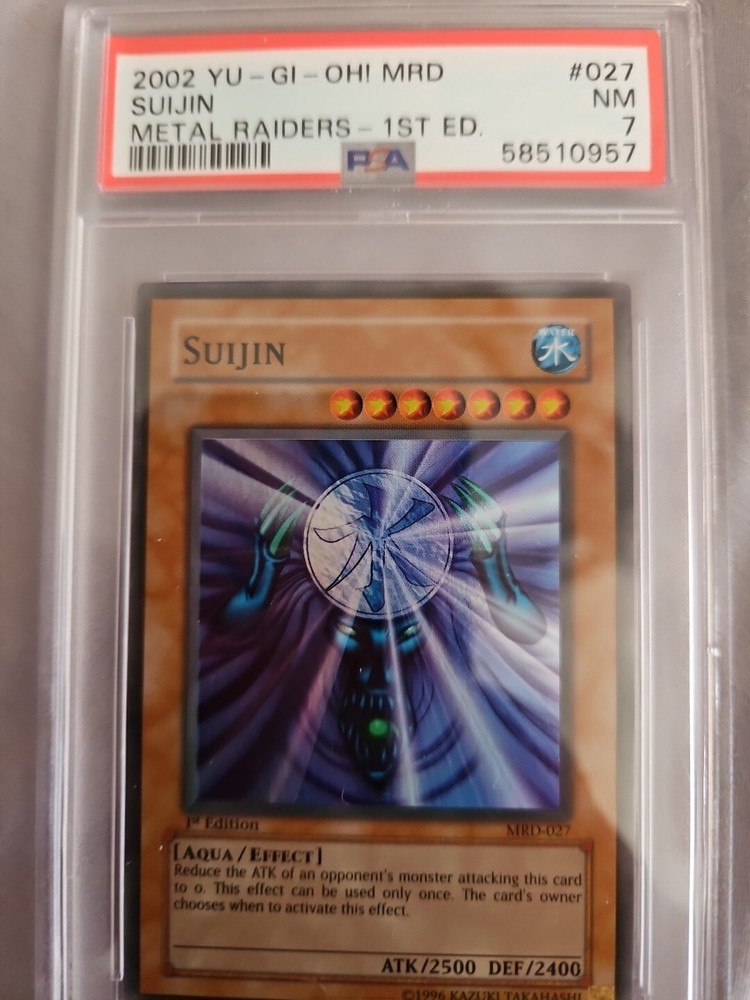 2002 YU-GI-OH! MRD #027
SUIJIN NM
METAL RAIDERS-1ST ED. 7
PSA 58510957
SUIJIN
WATER
水
水
1st Edition MRD-027
[AQUA/EFFECT]
Reduce the ATK of an opponent's monster attacking this card
to 0. This effect can be used only once. The card's owner
chooses when to activate this effect.
ATK/2500 DEF/2400
©1996 KAZUKI TAKAHASHI